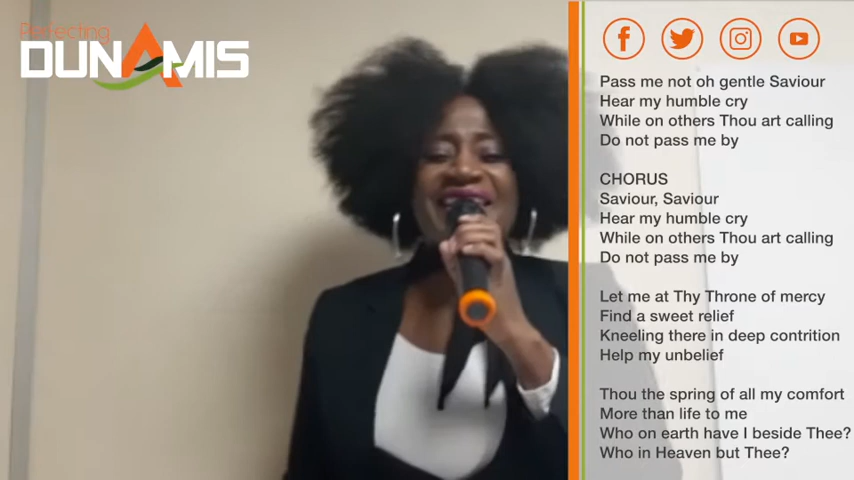 Perfecting
DUNAMIS
Pass me not oh gentle Saviour
Hear my humble cry
While on others Thou art calling
Do not pass me by
CHORUS
Saviour, Saviour
Hear my humble cry
While on others Thou art calling
Do not pass me by
Let me at Thy Throne of mercy
Find a sweet relief
Kneeling there in deep contrition
Help my unbelief
Thou the spring of all my comfort
More than life to me
Who on earth have I beside Thee?
Who in Heaven but Thee?